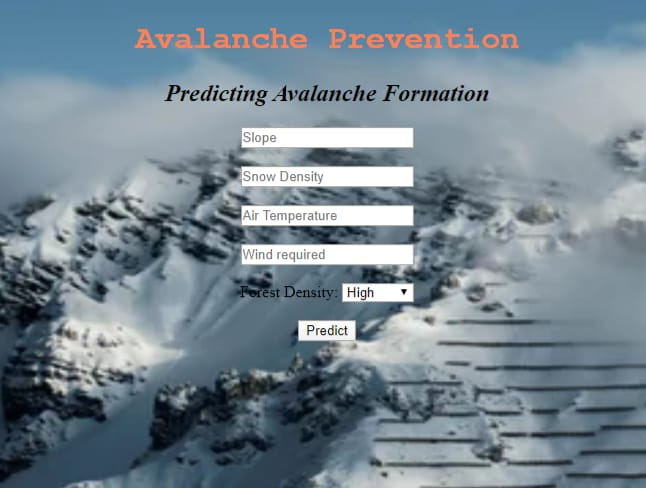 Avalanche Prevention
Predicting Avalanche Formation
Slope
Snow Density
Air Temperature
Wind required
Forest Density: High
Predict